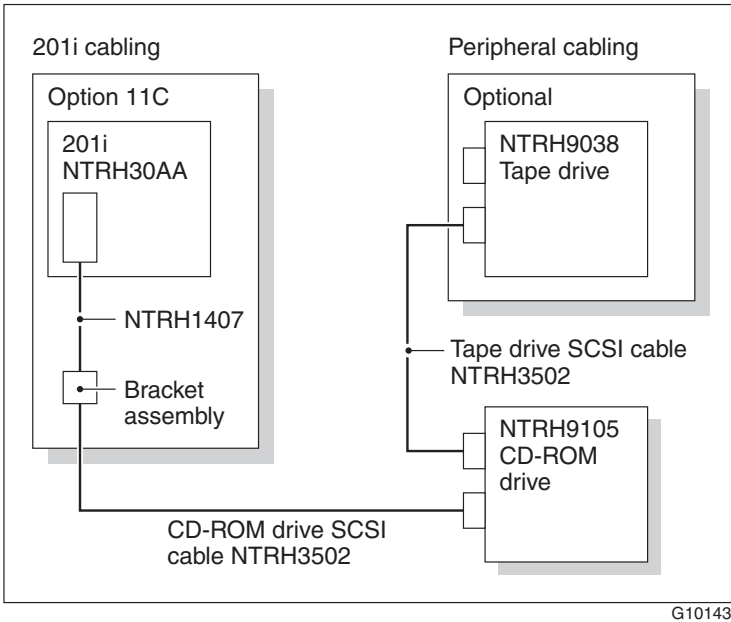 201i cabling
Option 11C
201i
NTRH30AA
NTRH1407
Bracket
assembly
CD-ROM drive SCSI
cable NTRH3502
Peripheral cabling
Optional
NTRH9038
Tape drive
Tape drive SCSI cable
NTRH3502
NTRH9105
CD-ROM
drive
G10143